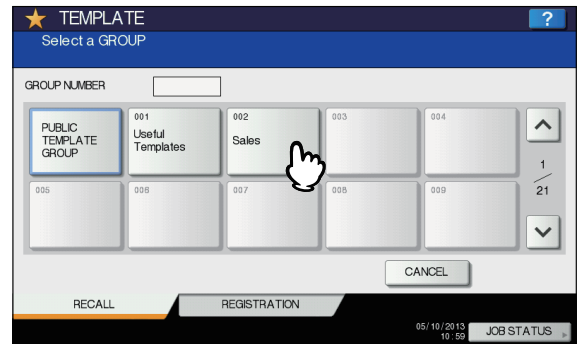 TEMPLATE
?
Select a GROUP
GROUP NUMBER
PUBLIC
TEMPLATE
GROUP
001
Useful
Templates
002
Sales
003
004
1
21
005
006
007
008
009
CANCEL
RECALL
REGISTRATION
05/10/2013
10:59
JOB STATUS